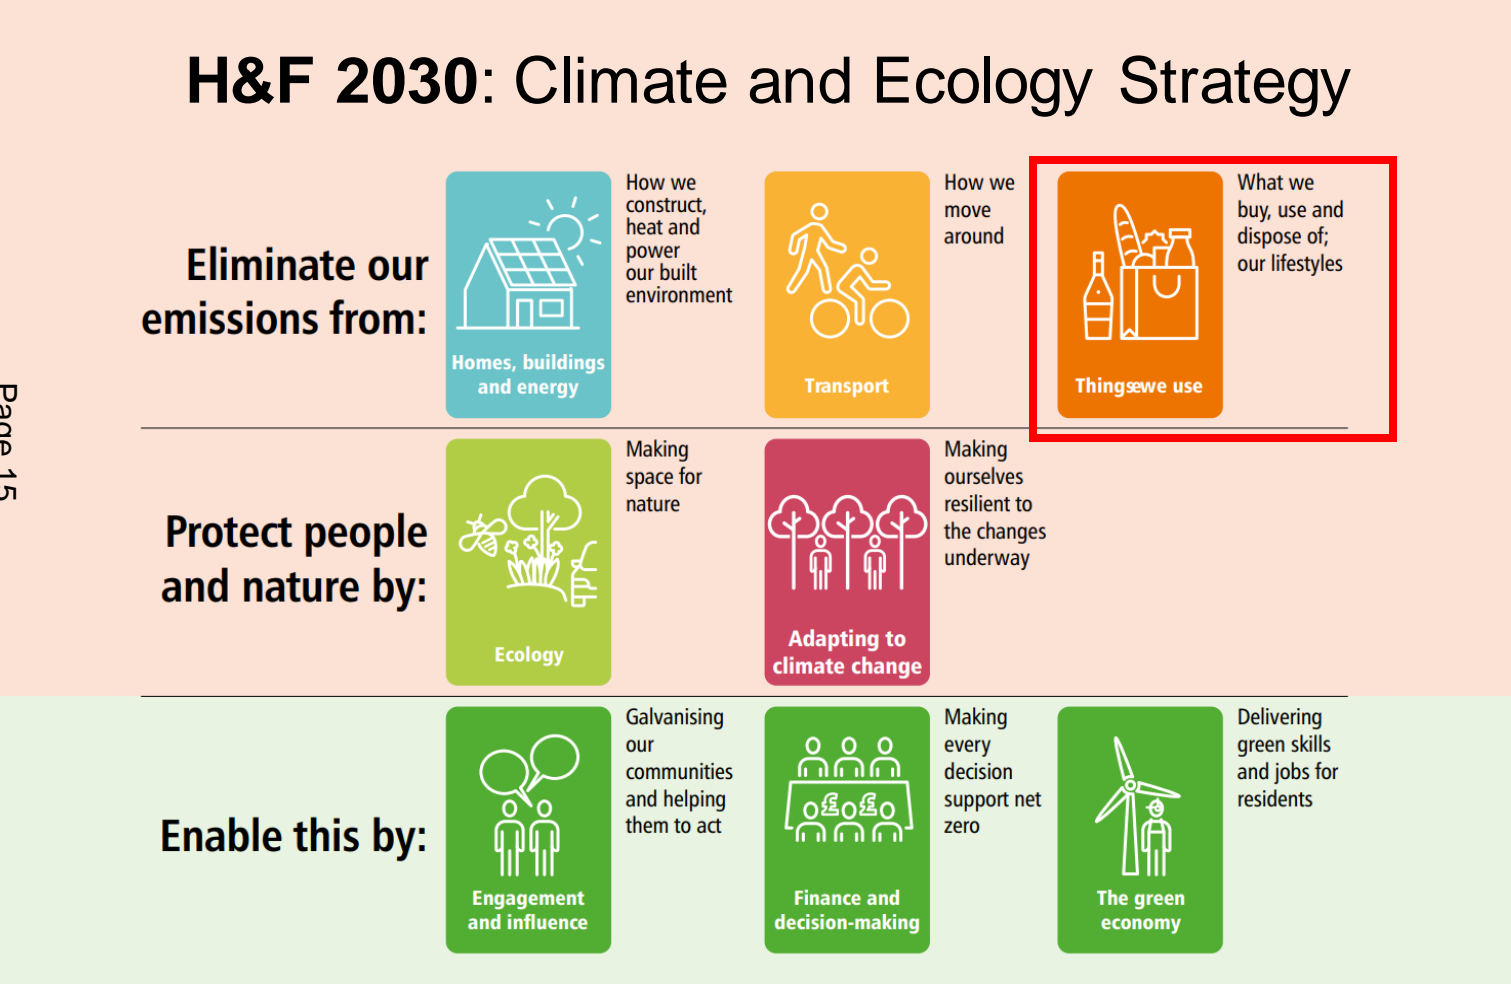 H&F 2030: Climate and Ecology Strategy
Eliminate our
emissions from:
Homes, buildings
and energy
How we
construct,
heat and
power
our built
environment
Transport
How we
move
around
Things we use
What we
buy, use and
dispose of;
our lifestyles
Page 15
Protect people
and nature by:
Ecology
Making
space for
nature
Adapting to
climate change
Making
ourselves
resilient to
the changes
underway
Enable this by:
Engagement
and influence
Galvanising
our
communities
and helping
them to act
££
Finance and
decision-making
Making
every
decision
support net
zero
The green
economy
Delivering
green skills
and jobs for
residents